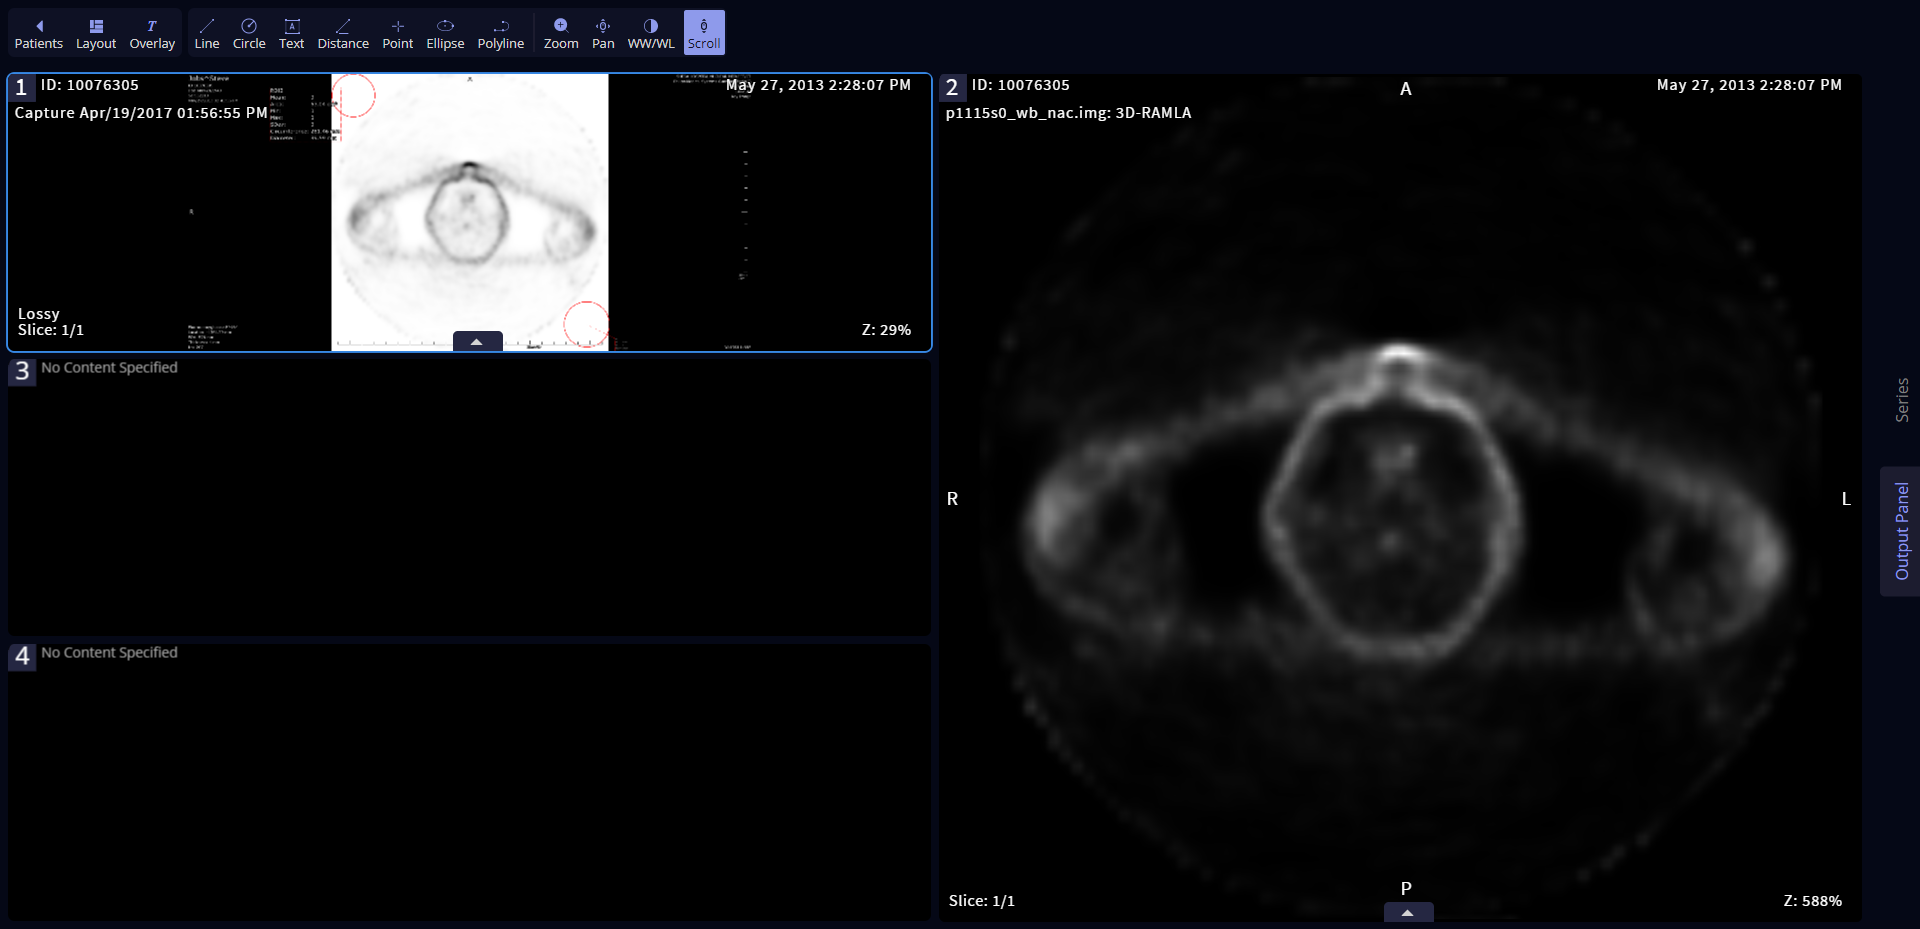 Patients Layout Overlay Line Circle Text Distance Point Ellipse Polyline Zoom Pan WW/WL Scroll
1 ID: 10076305
May 27, 2013 2:28:07 PM
Capture Apr/19/2017 01:56:55 PM
Lossy
Slice: 1/1
Z: 29%
2 ID: 10076305
May 27, 2013 2:28:07 PM
p1115s0_wb_nac.img: 3D-RAMLA
A
R
L
P
Slice: 1/1
Z: 588%
3 No Content Specified
4 No Content Specified
Series
Output Panel